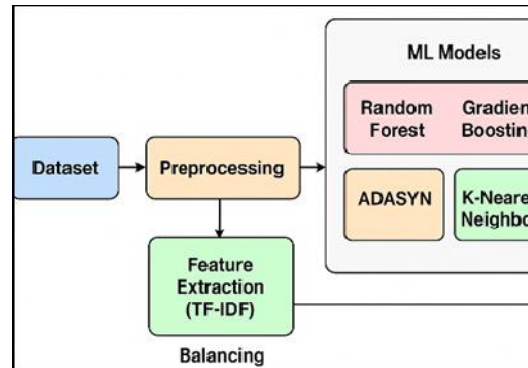 ML Models
Random Gradien
Forest Boostin
Dataset
Preprocessing
ADASYN
K-Neare
Neighbo
Feature
Extraction
(TF-IDF)
Balancing